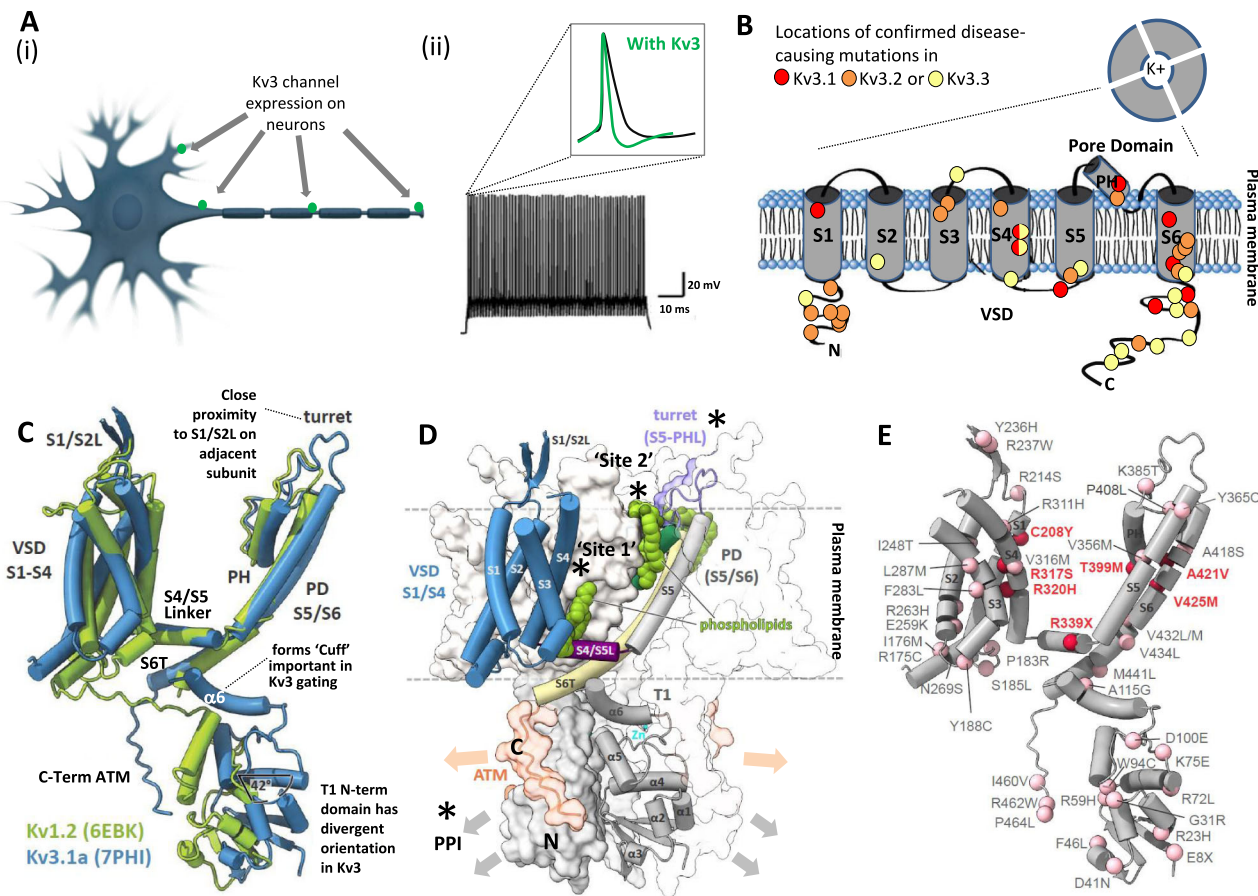 A
(i)
Kv3 channel
expression on
neurons
(ii)
With Kv3
20 mV
10 ms
B
Locations of confirmed disease-
causing mutations in
Kv3.1 Kv3.2 or Kv3.3
K+
Pore Domain
PH
S1
S2
S3
S4
S5
S6
VSD
N
C
Plasma membrane
C
Close
proximity
to S1/S2L on
adjacent
subunit
turret
S1/S2L
VSD
S1-S4
PH
PD
S5/S6
S4/S5
Linker
S6T
forms ‘Cuff’
important in
Kv3 gating
α6
C-Term ATM
42°
T1 N-term
domain has
divergent
orientation
in Kv3
Kv1.2 (6EBK)
Kv3.1a (7PHI)
D
S1/S2L
turret
(S5-PHL)
*
‘Site 2’
*
‘Site 1’
*
VSD
S1/S4
S1
S2
S3
S4
S5
PD
(S5/S6)
phospholipids
S4/S5L
S6T
Plasma membrane
T1
α6
Zn
α5
α4
α2
α1
α3
C
ATM
*
PPI
N
E
Y236H
R237W
R214S
R311H
S1
C208Y
S4
I248T
V316M
L287M
R317S
F283L
R320H
S2
S3
R263H
E259K
I176M
R175C
N269S
Y188C
S185L
P183R
R339X
K385T
P408L
Y365C
PH
V356M
T399M
A418S
A421V
V425M
S5
S6
V432L/M
V434L
M441L
A115G
D100E
K75E
W94C
I460V
R462W
P464L
R59H
R72L
G31R
R23H
F46L
E8X
D41N